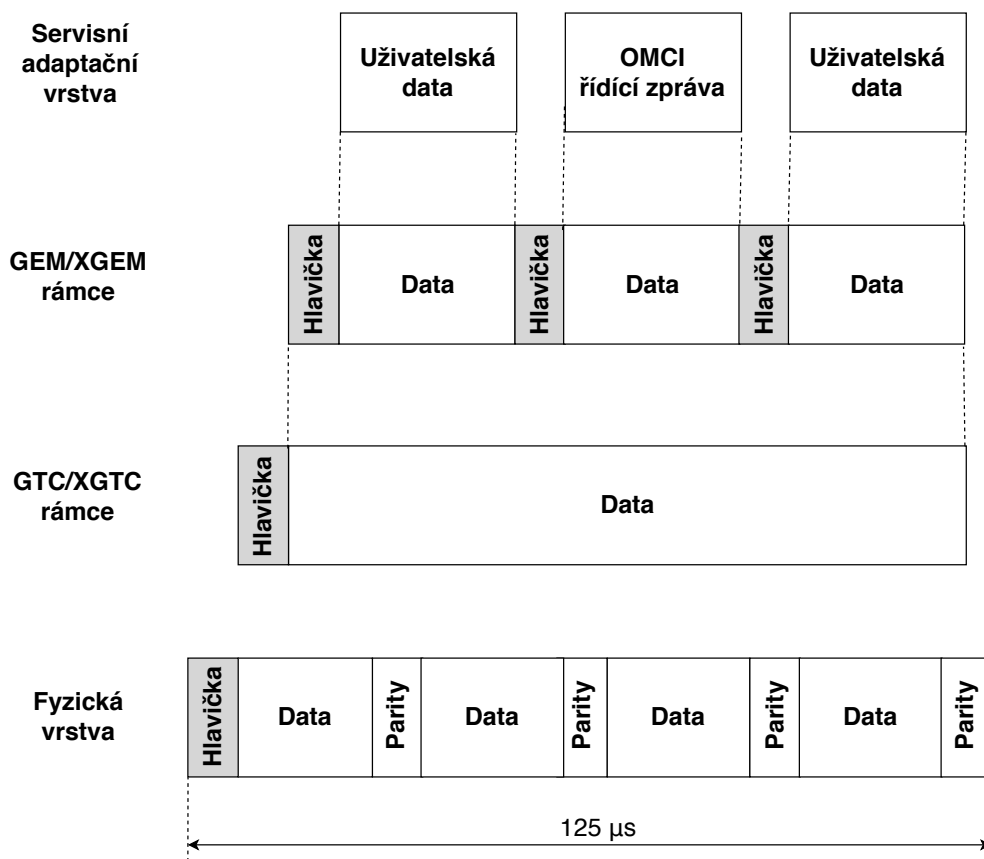 Servisní
adaptační
vrstva
Uživatelská
data
OMCI
řídící zpráva
Uživatelská
data
GEM/XGEM
rámce
Hlavička
Data
Hlavička
Data
Hlavička
Data
GTC/XGTC
rámce
Hlavička
Data
Fyzická
vrstva
Hlavička
Data
Parity
Data
Parity
Data
Parity
Data
Parity
125 µs